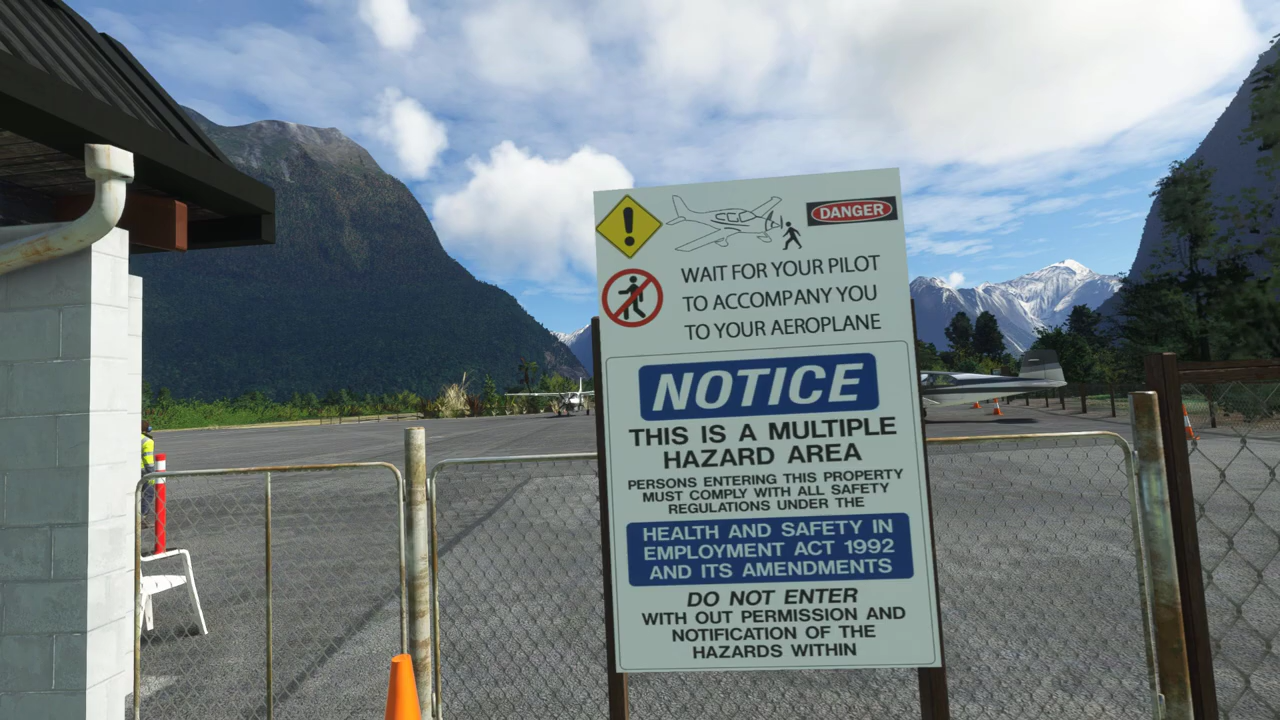 DANGER
WAIT FOR YOUR PILOT
TO ACCOMPANY YOU
TO YOUR AEROPLANE
NOTICE
THIS IS A MULTIPLE
HAZARD AREA
PERSONS ENTERING THIS PROPERTY
MUST COMPLY WITH ALL SAFETY
REGULATIONS UNDER THE
HEALTH AND SAFETY IN
EMPLOYMENT ACT 1992
AND ITS AMENDMENTS
DO NOT ENTER
WITH OUT PERMISSION AND
NOTIFICATION OF THE
HAZARDS WITHIN